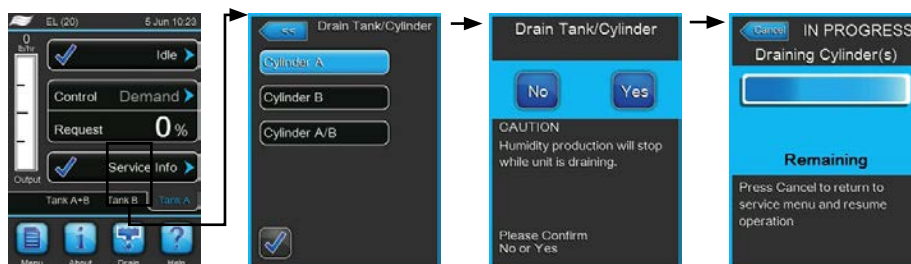 EL (20) 5 Jun 10:23
0
lb/hr
Idle
Control Demand
Request 0 %
Service Info
Output
Tank A+B Tank B Tank A
Menu About Drain Help
Drain Tank/Cylinder
Cylinder A
Cylinder B
Cylinder A/B
Drain Tank/Cylinder
No Yes
CAUTION
Humidity production will stop
while unit is draining.
Please Confirm
No or Yes
Cancel IN PROGRESS
Draining Cylinder(s)
Remaining
Press Cancel to return to
service menu and resume
operation